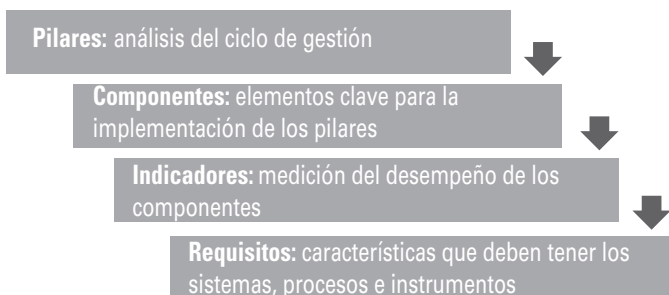 Pilares: análisis del ciclo de gestión
Componentes: elementos clave para la
implementación de los pilares
Indicadores: medición del desempeño de los
componentes
Requisitos: características que deben tener los
sistemas, procesos e instrumentos